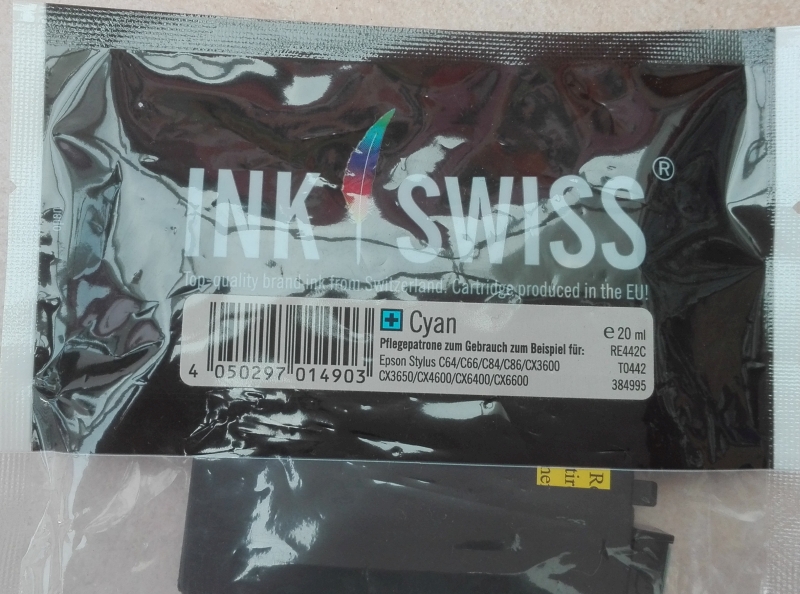 INK SWISS®
Top-quality brand ink from Switzerland. Cartridge produced in the EU!
Cyan
℮ 20 ml
Pflegepatrone zum Gebrauch zum Beispiel für:
RE442C
Epson Stylus C64/C66/C84/C86/CX3600
T0442
CX3650/CX4600/CX6400/CX6600
384995
4 050297 014903